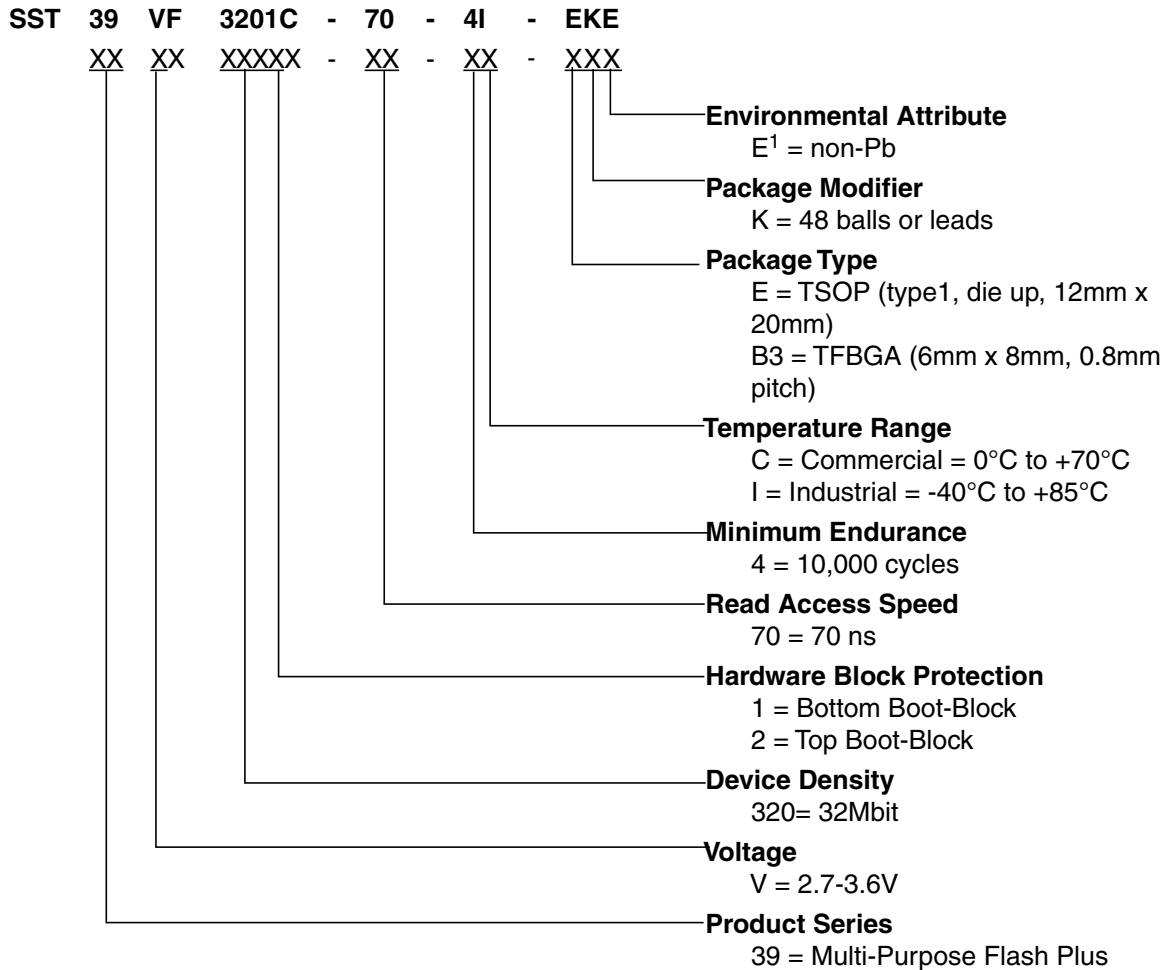 SST 39 VF 3201C - 70 - 4I - EKE
XX XX XXXXX - XX - XX - XXX
Environmental Attribute
E1 = non-Pb
Package Modifier
K = 48 balls or leads
Package Type
E = TSOP (type1, die up, 12mm x
20mm)
B3 = TFBGA (6mm x 8mm, 0.8mm
pitch)
Temperature Range
C = Commercial = 0°C to +70°C
I = Industrial = -40°C to +85°C
Minimum Endurance
4 = 10,000 cycles
Read Access Speed
70 = 70 ns
Hardware Block Protection
1 = Bottom Boot-Block
2 = Top Boot-Block
Device Density
320= 32Mbit
Voltage
V = 2.7-3.6V
Product Series
39 = Multi-Purpose Flash Plus